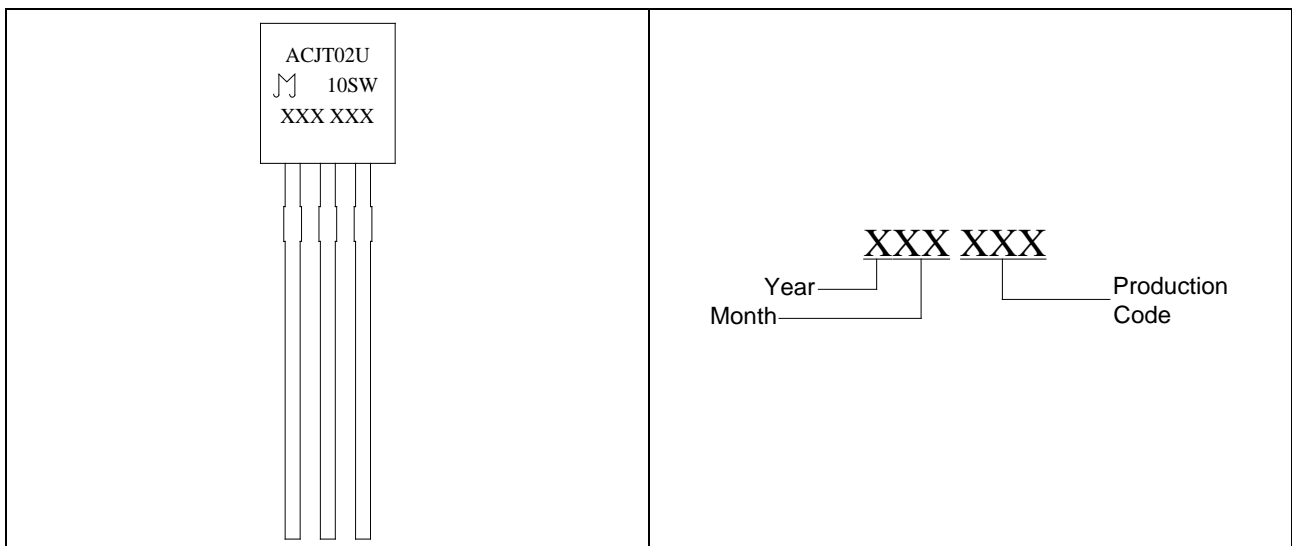 ACJT02U
10SW
XXX XXX
XXX XXX
Year
Month
Production
Code